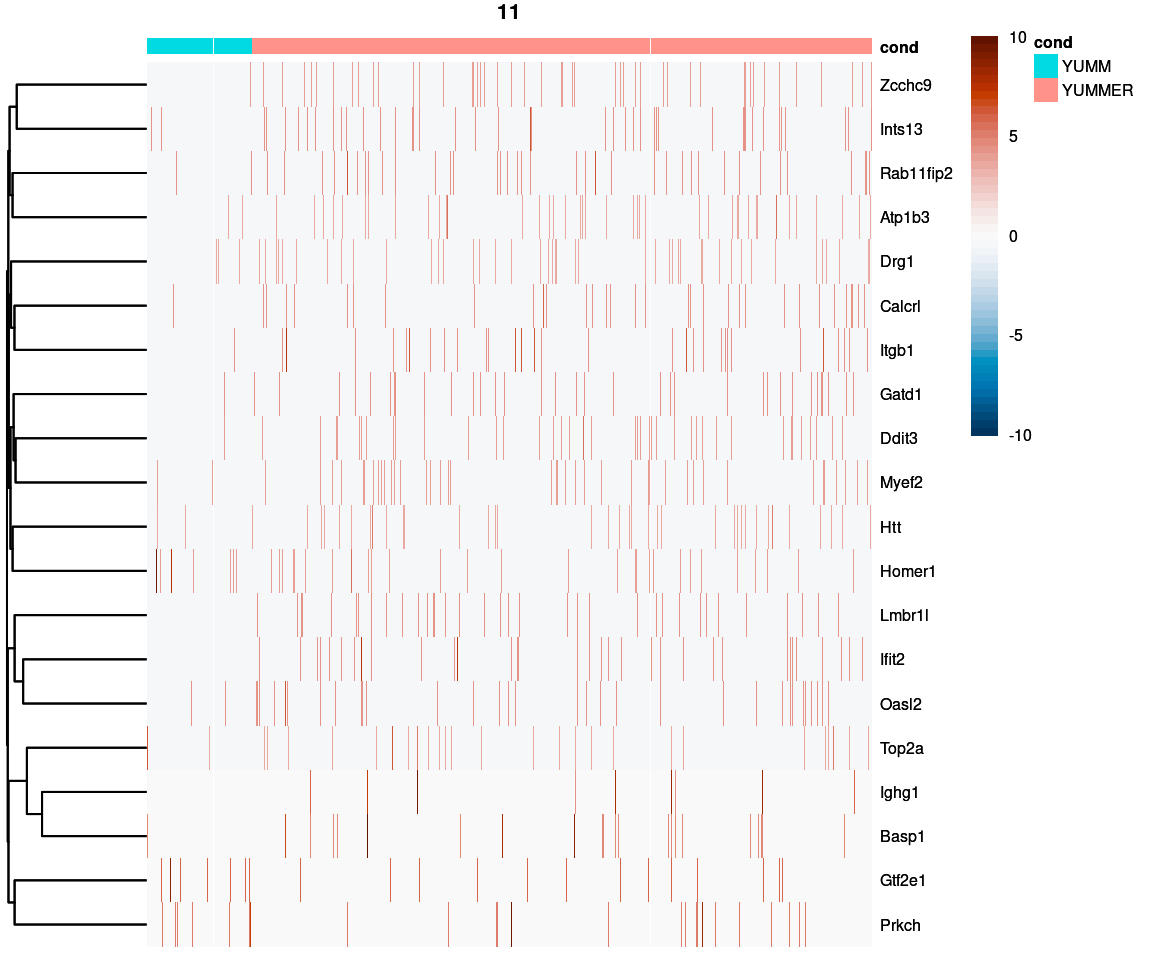 11
cond
Zcchc9
Ints13
Rab11fip2
Atp1b3
Drg1
Calcrl
Itgb1
Gatd1
Ddit3
Myef2
Htt
Homer1
Lmbr1l
Ifit2
Oasl2
Top2a
Ighg1
Basp1
Gtf2e1
Prkch
10
5
0
-5
-10
cond
YUMM
YUMMER